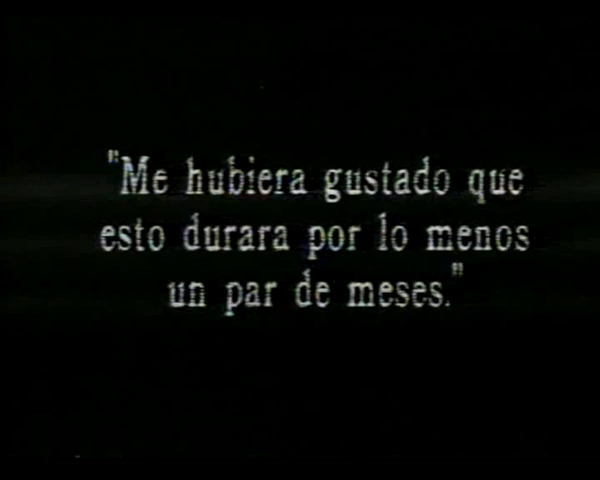 "Me hubiera gustado que
esto durara por lo menos
un par de meses."